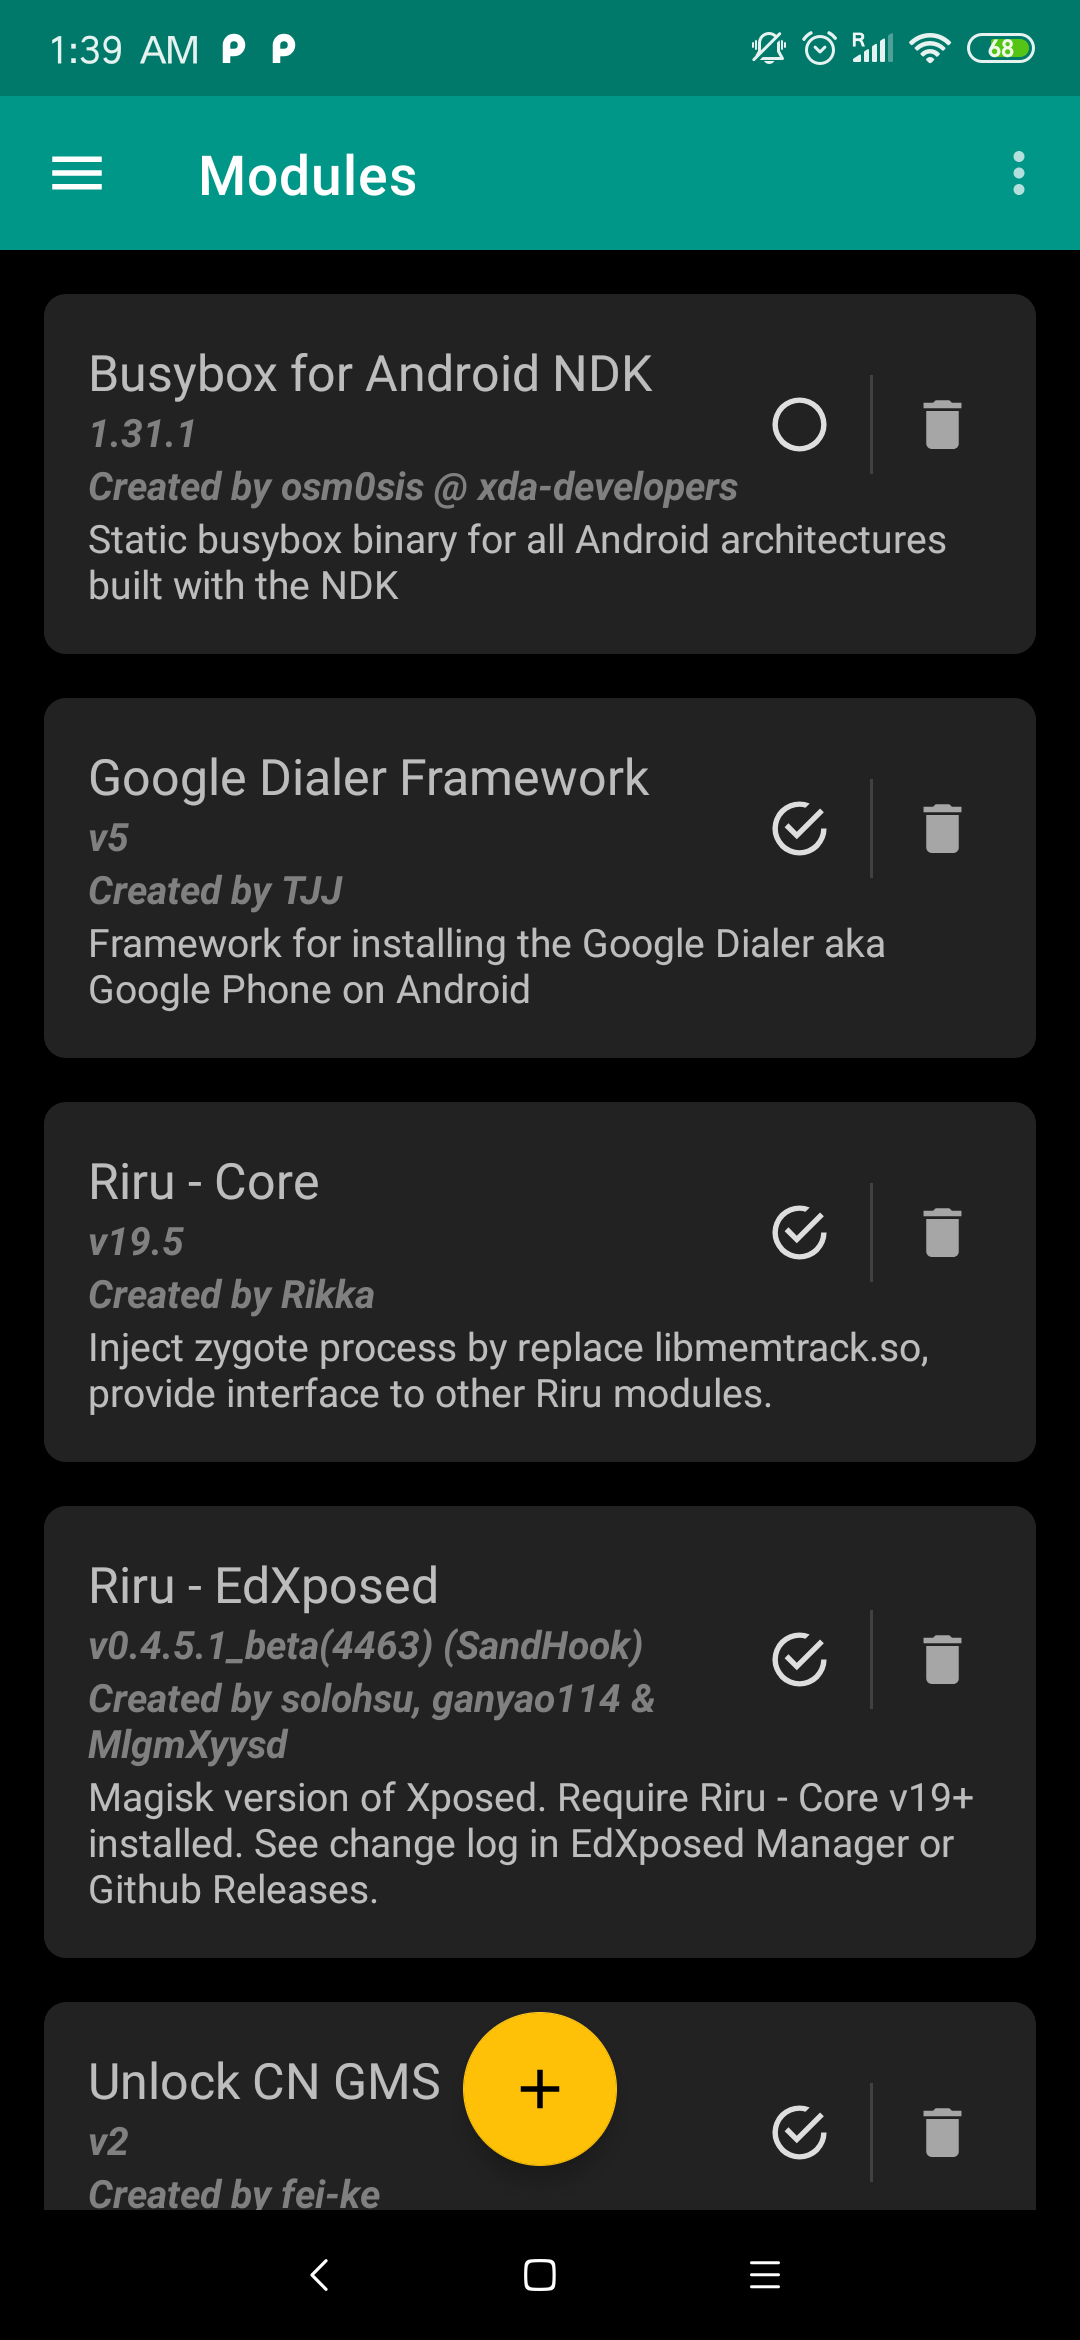 1:39 AM
R
68
Modules
Busybox for Android NDK
1.31.1
Created by osm0sis @ xda-developers
Static busybox binary for all Android architectures
built with the NDK
Google Dialer Framework
v5
Created by TJJ
Framework for installing the Google Dialer aka
Google Phone on Android
Riru - Core
v19.5
Created by Rikka
Inject zygote process by replace libmemtrack.so,
provide interface to other Riru modules.
Riru - EdXposed
v0.4.5.1_beta(4463) (SandHook)
Created by solohsu, ganyao114 &
MlgmXyysd
Magisk version of Xposed. Require Riru - Core v19+
installed. See change log in EdXposed Manager or
Github Releases.
Unlock CN GMS
v2
Created by fei-ke